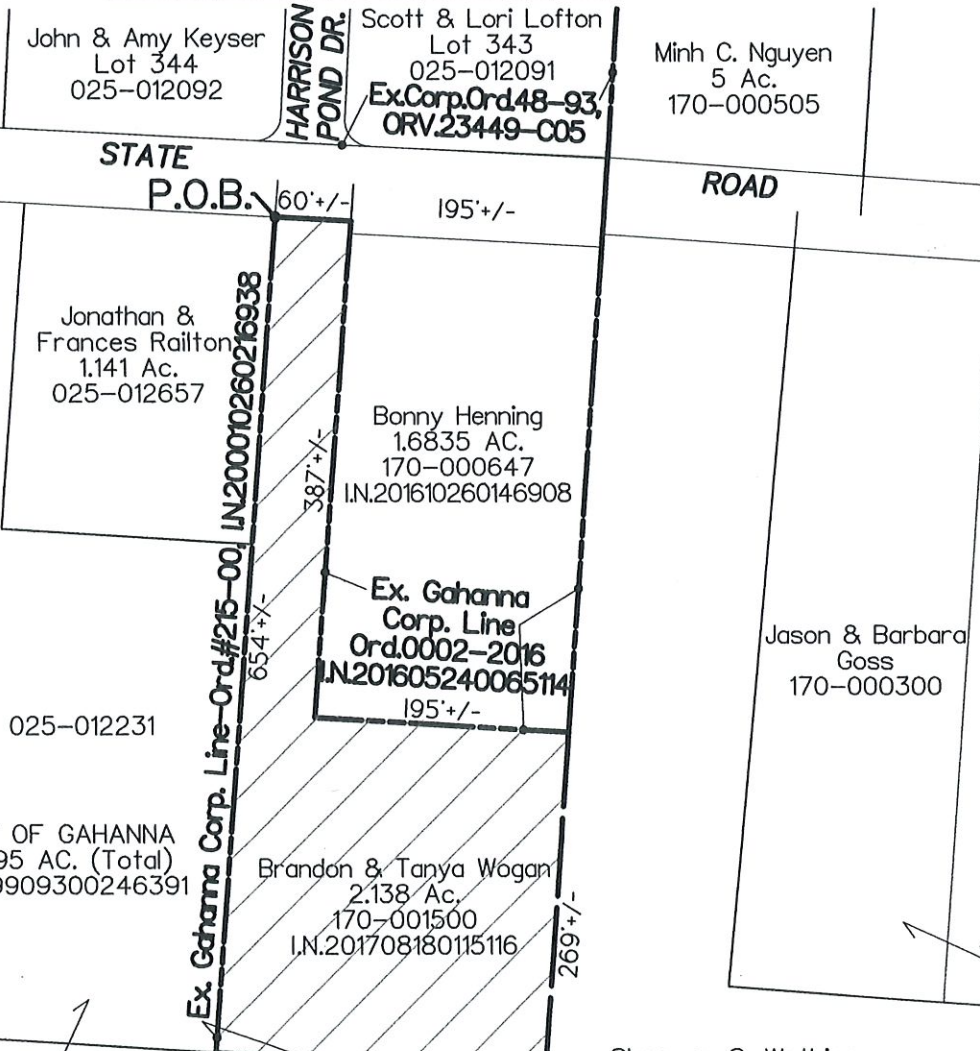 John & Amy Keyser
Lot 344
025-012092
HARRISON
POND DR.
Scott & Lori Lofton
Lot 343
025-012091
Ex.Corp.Ord.48-93,
ORV.23449-C05
Minh C. Nguyen
5 Ac.
170-000505
STATE
ROAD
P.O.B.
60'+/-
195'+/-
Jonathan &
Frances Railton
1.141 Ac.
025-012657
Ex. Gahanna Corp. Line-Ord.#215-00, I.N.200010260216938
654'+/-
387'+/-
Bonny Henning
1.6835 AC.
170-000647
I.N.201610260146908
Ex. Gahanna
Corp. Line
Ord.0002-2016
I.N.201605240065114
195'+/-
Jason & Barbara
Goss
170-000300
025-012231
OF GAHANNA
95 AC. (Total)
9909300246391
Brandon & Tanya Wogan
2.138 Ac.
170-001500
I.N.201708180115116
269'+/-